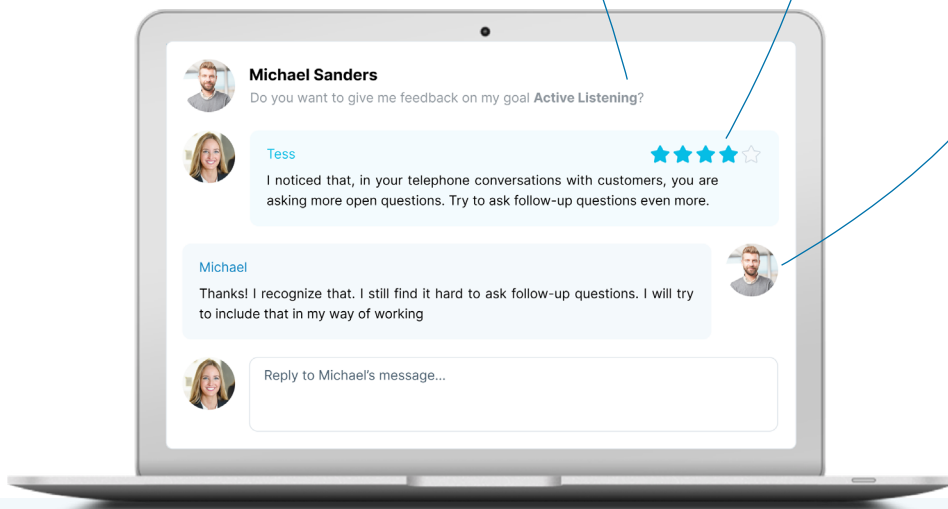 Michael Sanders
Do you want to give me feedback on my goal Active Listening?
Tess
I noticed that, in your telephone conversations with customers, you are
asking more open questions. Try to ask follow-up questions even more.
Michael
Thanks! I recognize that. I still find it hard to ask follow-up questions. I will try
to include that in my way of working
Reply to Michael’s message...